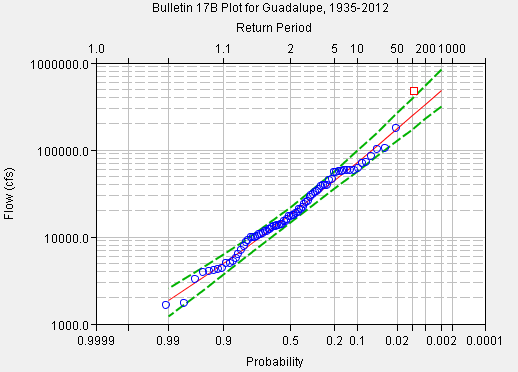 Bulletin 17B Plot for Guadalupe, 1935-2012
Return Period
1.0 1.1 2 5 10 50 200 1000
1000000.0
100000.0
10000.0
1000.0
Flow (cfs)
0.9999 0.99 0.9 0.5 0.2 0.1 0.02 0.002 0.0001
Probability